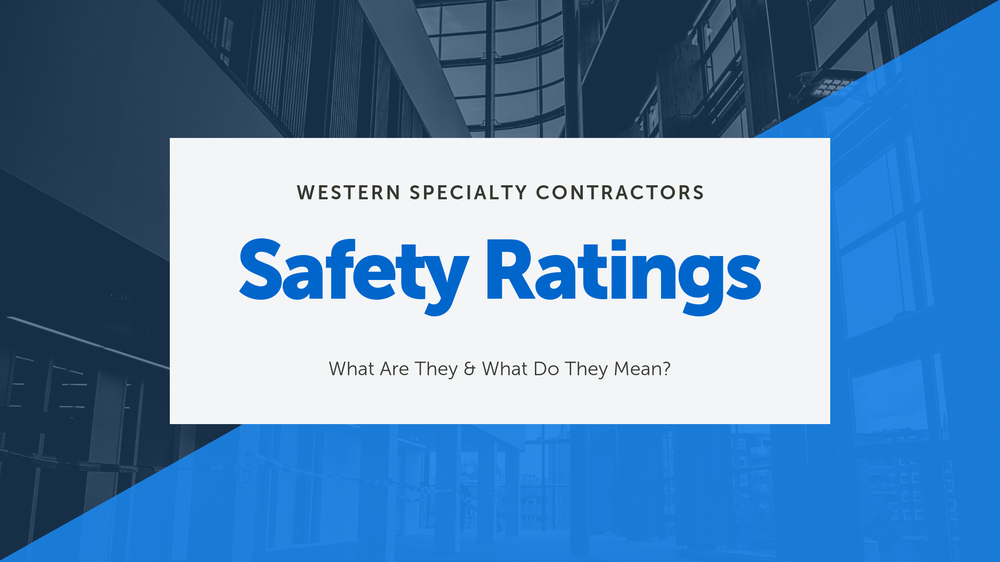 WESTERN SPECIALTY CONTRACTORS
Safety Ratings
What Are They & What Do They Mean?